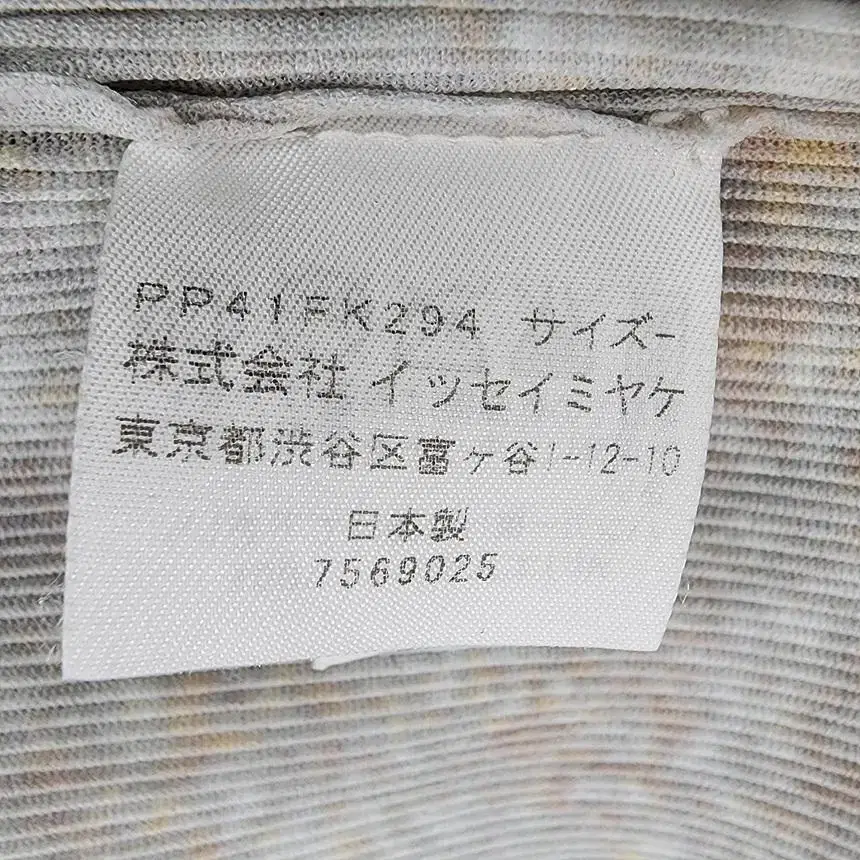 PP41FK294 サイズ-
株式会社 イッセイミヤケ
東京都渋谷区富ヶ谷1-12-10
日本製
7569025